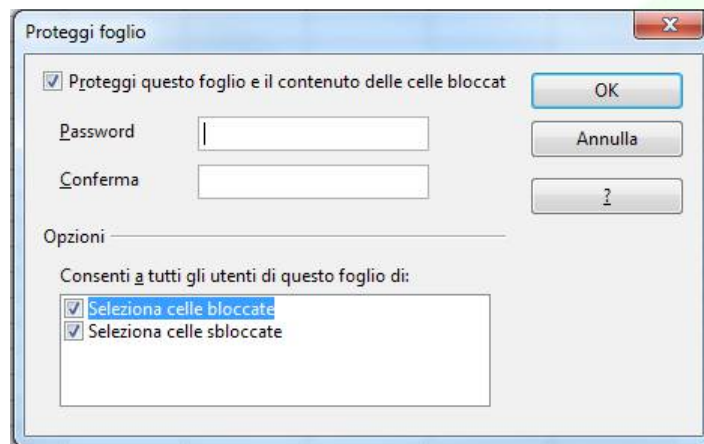 Proteggi foglio
Proteggi questo foglio e il contenuto delle celle bloccat
OK
Password
Annulla
Conferma
?
Opzioni
Consenti a tutti gli utenti di questo foglio di:
Seleziona celle bloccate
Seleziona celle sbloccate